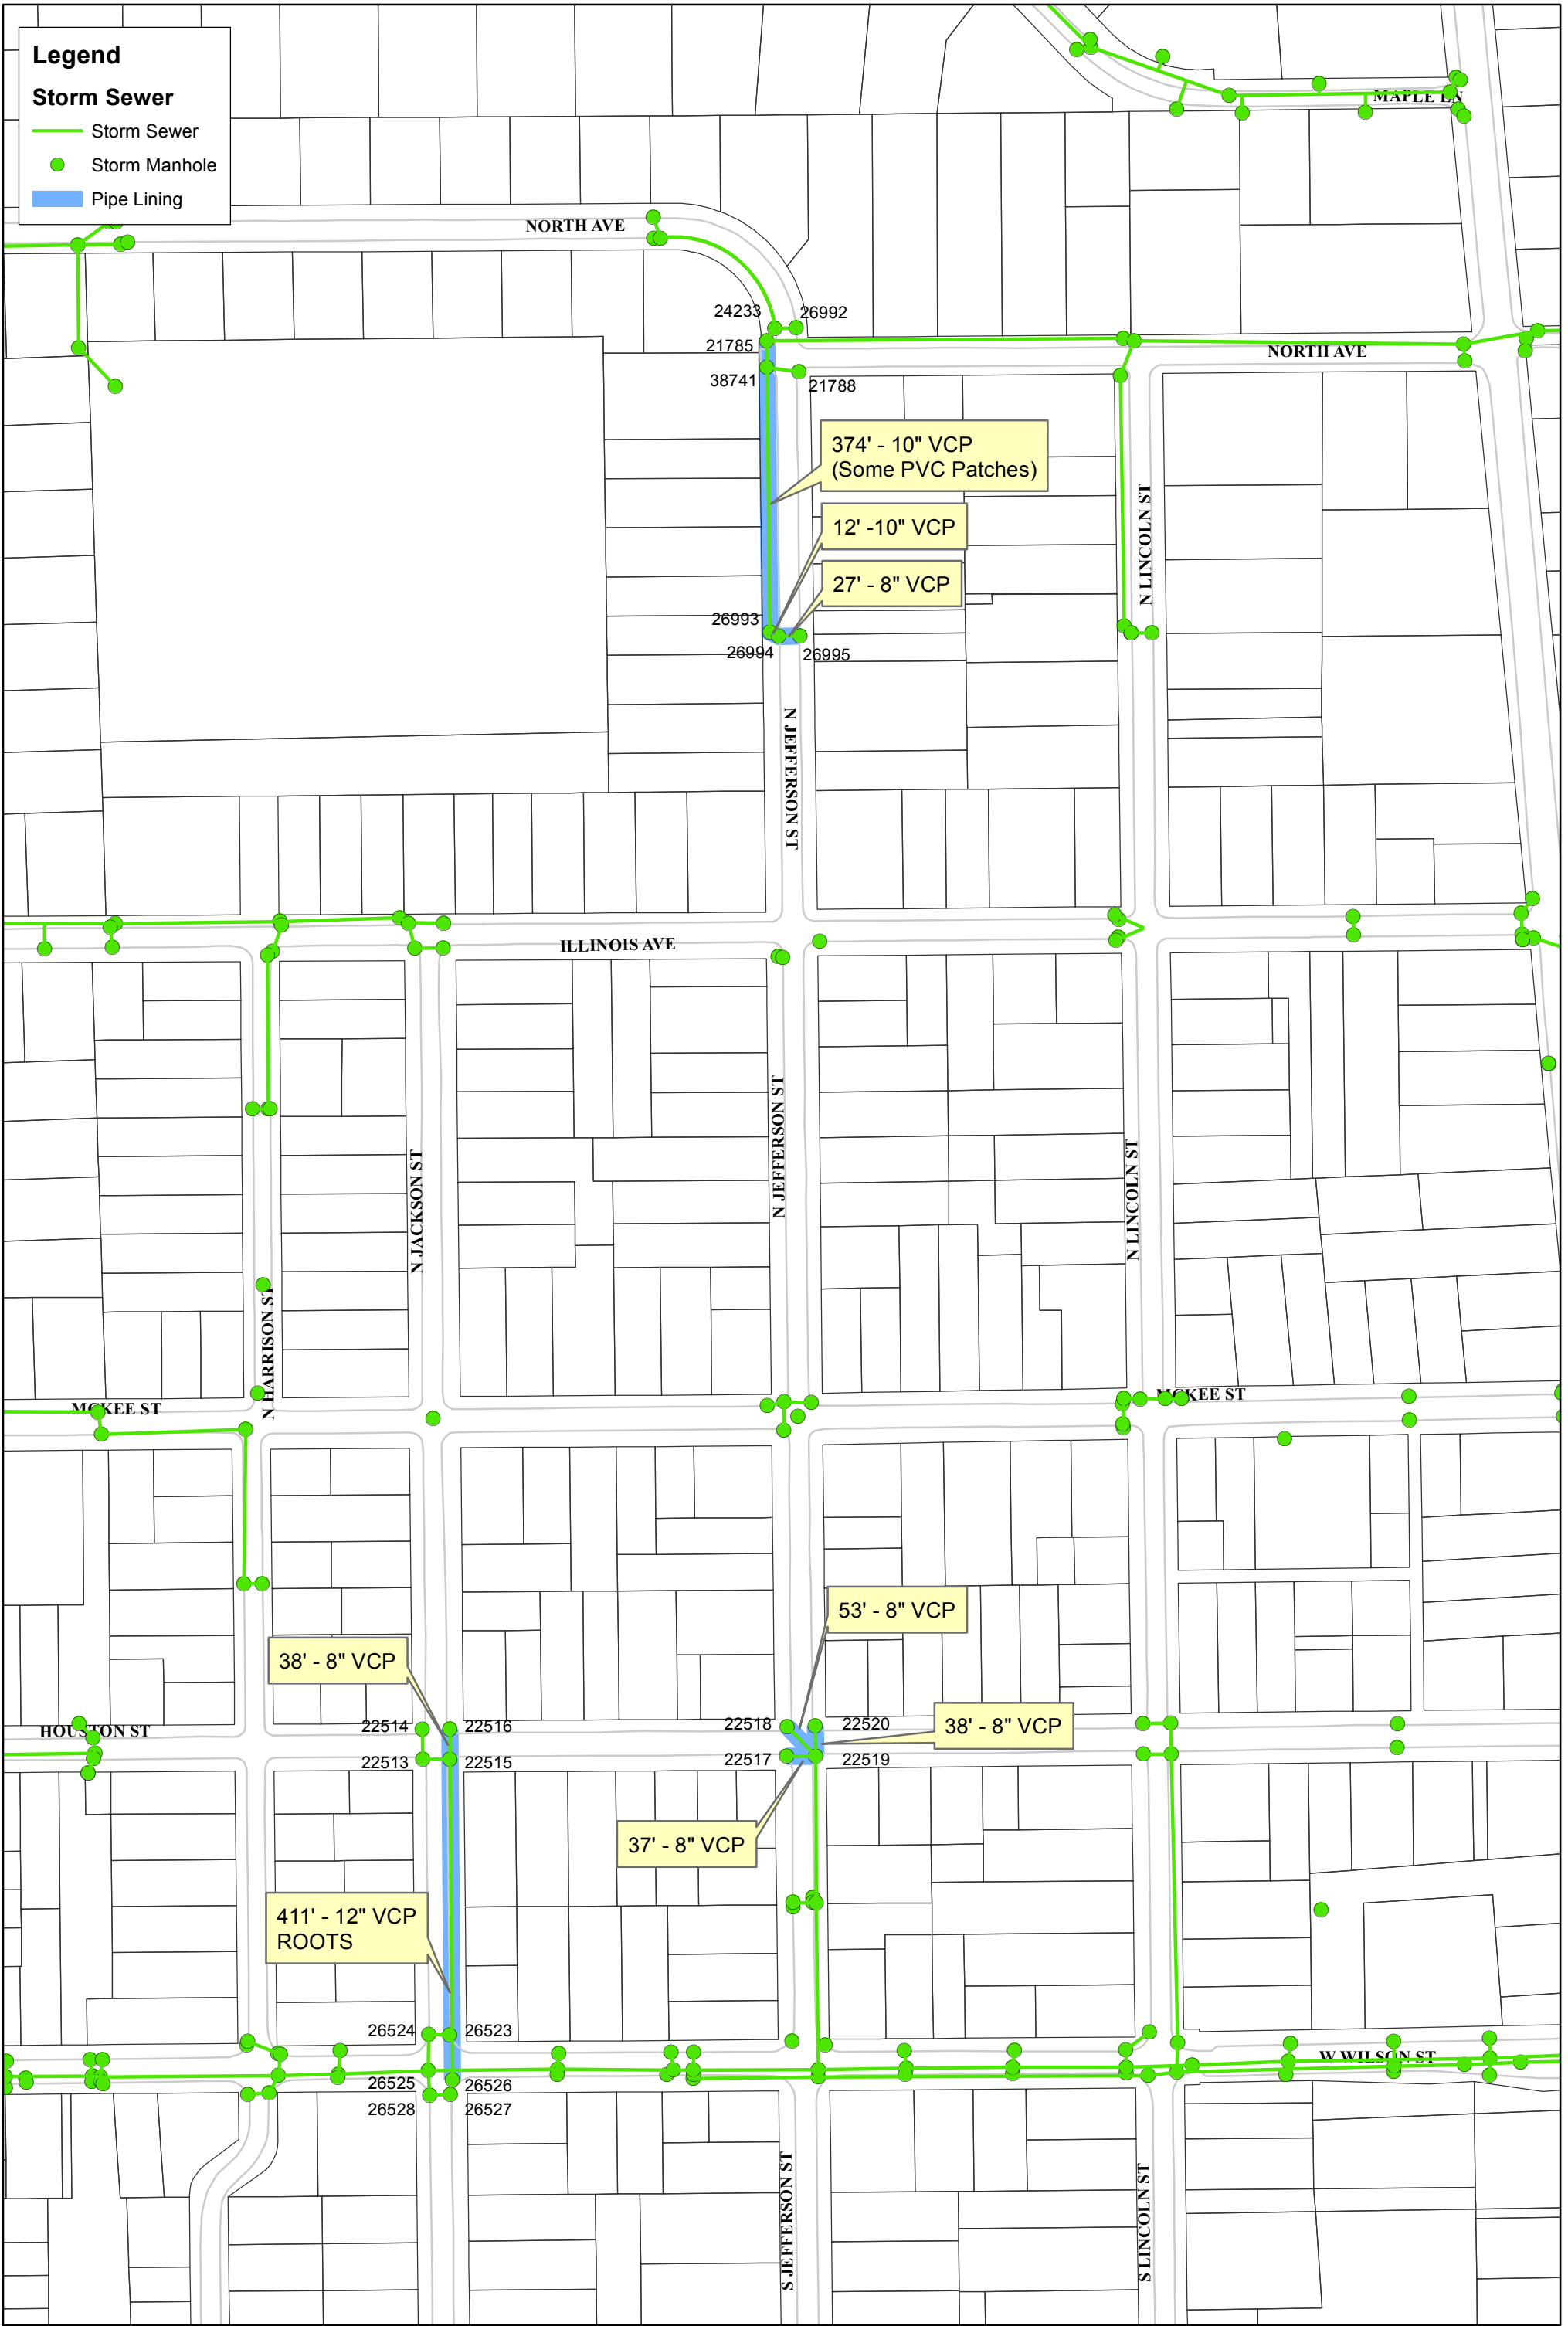 Legend
Storm Sewer
Storm Sewer
Storm Manhole
Pipe Lining
MAPLE LN
NORTH AVE
24233
26992
21785
NORTH AVE
38741
21788
374' - 10" VCP
(Some PVC Patches)
N LINCOLN ST
12' -10" VCP
27' - 8" VCP
26993
26994
26995
N JEFFERSON ST
ILLINOIS AVE
N JACKSON ST
N JEFFERSON ST
N LINCOLN ST
N HARRISON ST
MCKEE ST
MCKEE ST
53' - 8" VCP
38' - 8" VCP
HOUSTON ST
22514
22516
22518
22520
38' - 8" VCP
22513
22515
22517
22519
37' - 8" VCP
411' - 12" VCP
ROOTS
26524
26523
W WILSON ST
26525
26526
26528
26527
S JEFFERSON ST
S LINCOLN ST